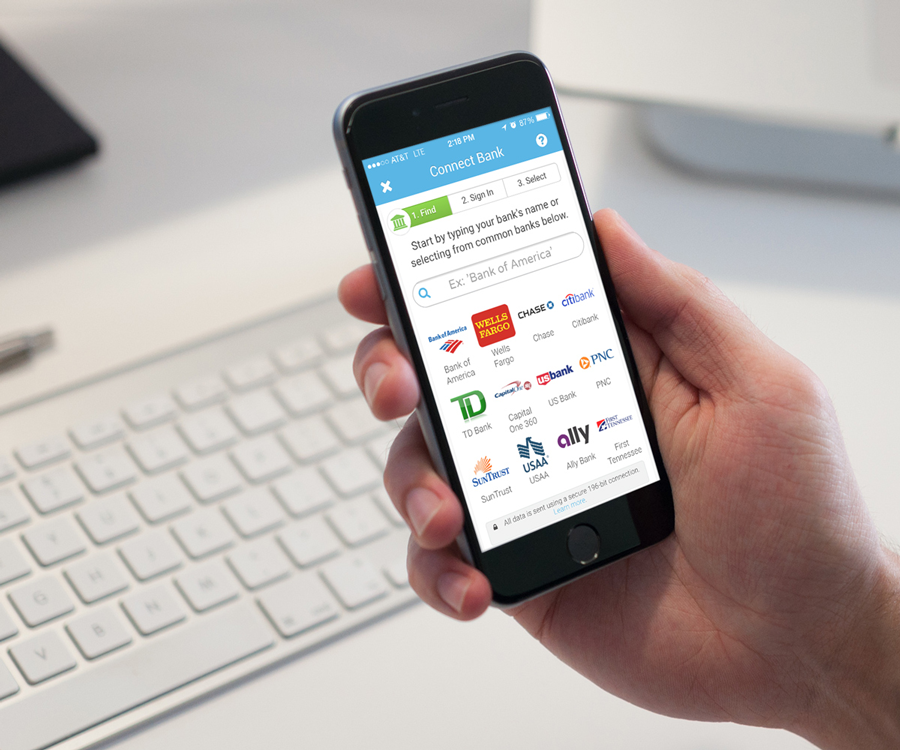 AT&T LTE 2:18 PM 87%
Connect Bank
?
1. Find 2. Sign In 3. Select
Start by typing your bank's name or
selecting from common banks below.
Ex: 'Bank of America'
Bank of America WELLS CHASE citibank
FARGO
Bank of Wells Chase Citibank
America Fargo
TD Capital One 360 usbank PNC
TD Bank Capital US Bank PNC
One 360
SUNTRUST USAA ally FIRST
TENNESSEE
SunTrust USAA Ally Bank First
Tennessee
All data is sent using a secure 196-bit connection.
Learn more.
G H
V B N M